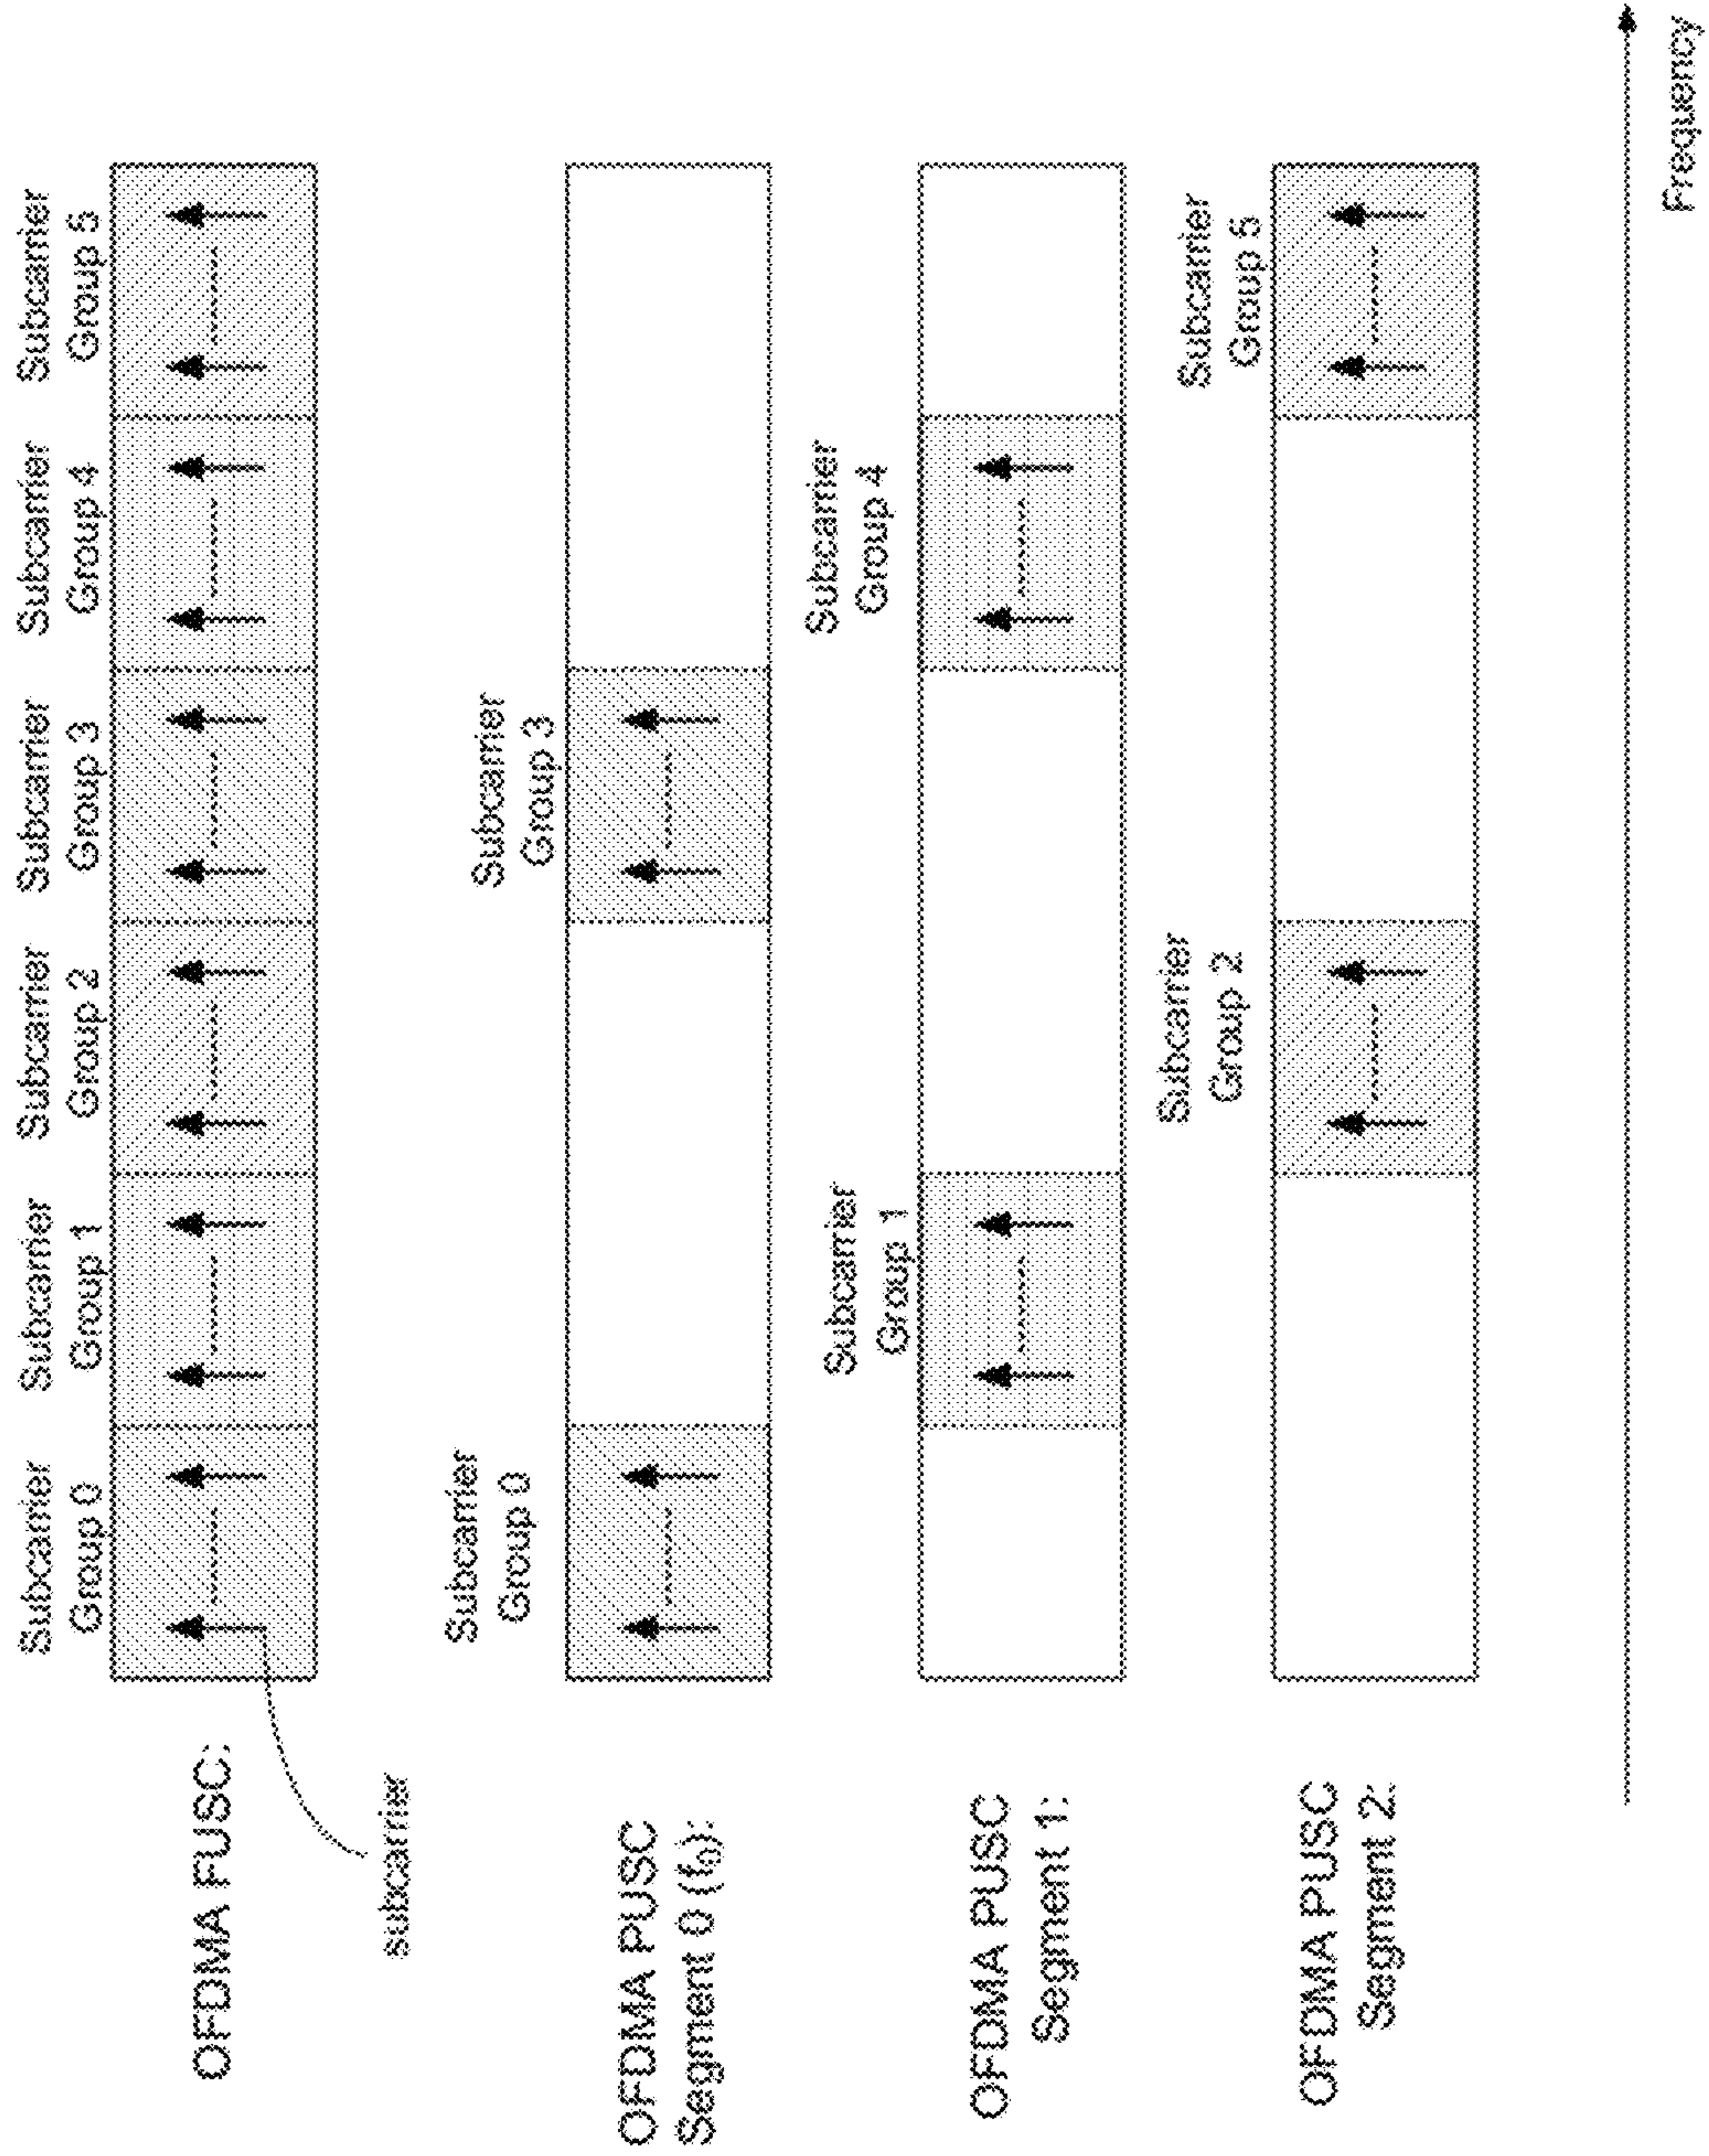 Subcarrier
Group 0
Subcarrier
Group 1
Subcarrier
Group 2
Subcarrier
Group 3
Subcarrier
Group 4
Subcarrier
Group 5
OFDMA FUSC:
subcarrier
Subcarrier
Group 0
Subcarrier
Group 3
OFDMA PUSC
Segment 0 (f₀):
Subcarrier
Group 1
Subcarrier
Group 4
OFDMA PUSC
Segment 1:
Subcarrier
Group 2
Subcarrier
Group 5
OFDMA PUSC
Segment 2:
Frequency